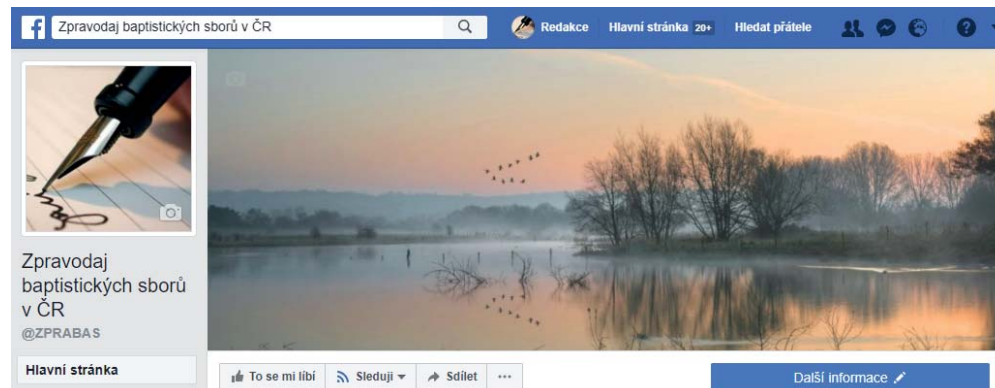 Zpravodaj baptistických sborů v ČR
Redakce
Hlavní stránka 20+
Hledat přátele
Zpravodaj
baptistických sborů
v ČR
@ZPRABAS
Hlavní stránka
To se mi líbí
Sleduji
Sdílet
Další informace